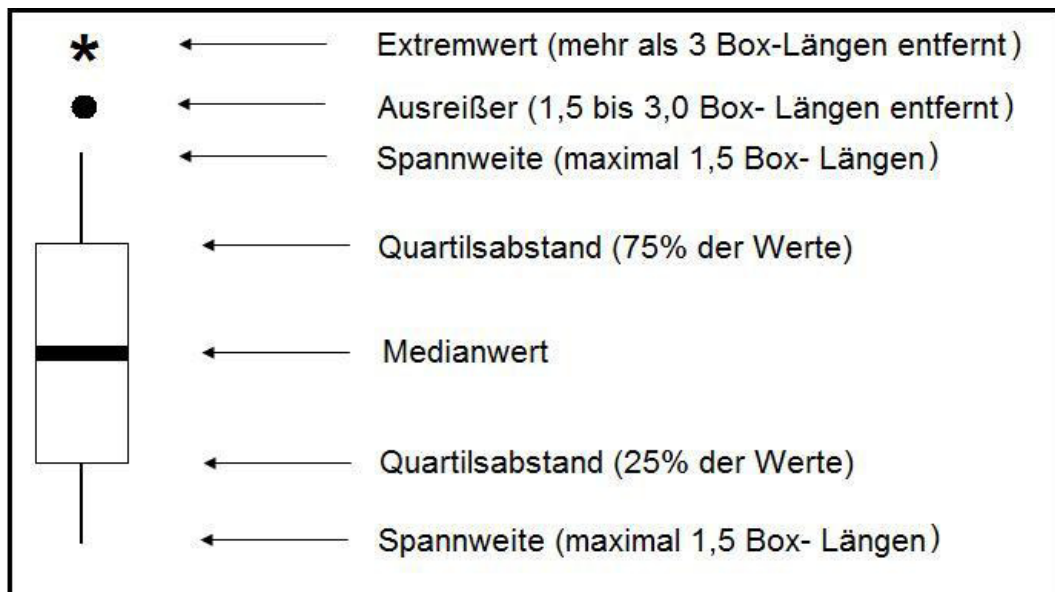 Extremwert (mehr als 3 Box-Längen entfernt)
Ausreißer (1,5 bis 3,0 Box- Längen entfernt)
Spannweite (maximal 1,5 Box- Längen)
Quartilsabstand (75% der Werte)
Medianwert
Quartilsabstand (25% der Werte)
Spannweite (maximal 1,5 Box- Längen)